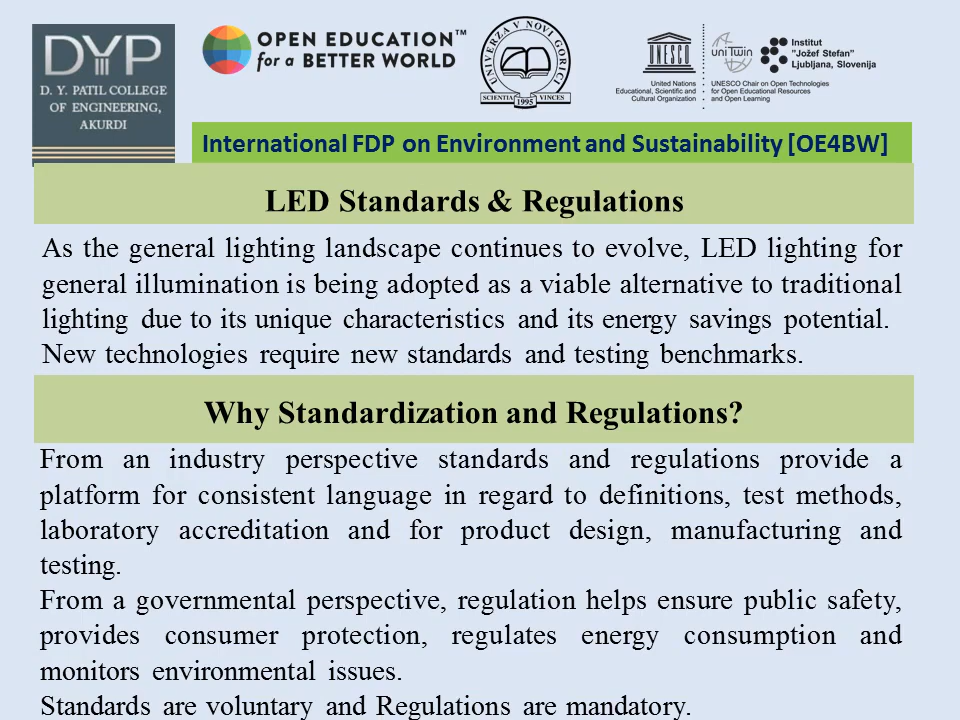 DYP
D. Y. PATIL COLLEGE
OF ENGINEERING,
AKURDI
OPEN EDUCATION™
for a BETTER WORLD
UNIVERZA V NOVI GORICI
SCIENTIA VINCES
1995
UNESCO
United Nations
Educational, Scientific and
Cultural Organization
uniTwin
Institut
"Jožef Stefan"
Ljubljana, Slovenija
UNESCO Chair on Open Technologies
for Open Educational Resources
and Open Learning
International FDP on Environment and Sustainability [OE4BW]
LED Standards & Regulations
As the general lighting landscape continues to evolve, LED lighting for
general illumination is being adopted as a viable alternative to traditional
lighting due to its unique characteristics and its energy savings potential.
New technologies require new standards and testing benchmarks.
Why Standardization and Regulations?
From an industry perspective standards and regulations provide a
platform for consistent language in regard to definitions, test methods,
laboratory accreditation and for product design, manufacturing and
testing.
From a governmental perspective, regulation helps ensure public safety,
provides consumer protection, regulates energy consumption and
monitors environmental issues.
Standards are voluntary and Regulations are mandatory.